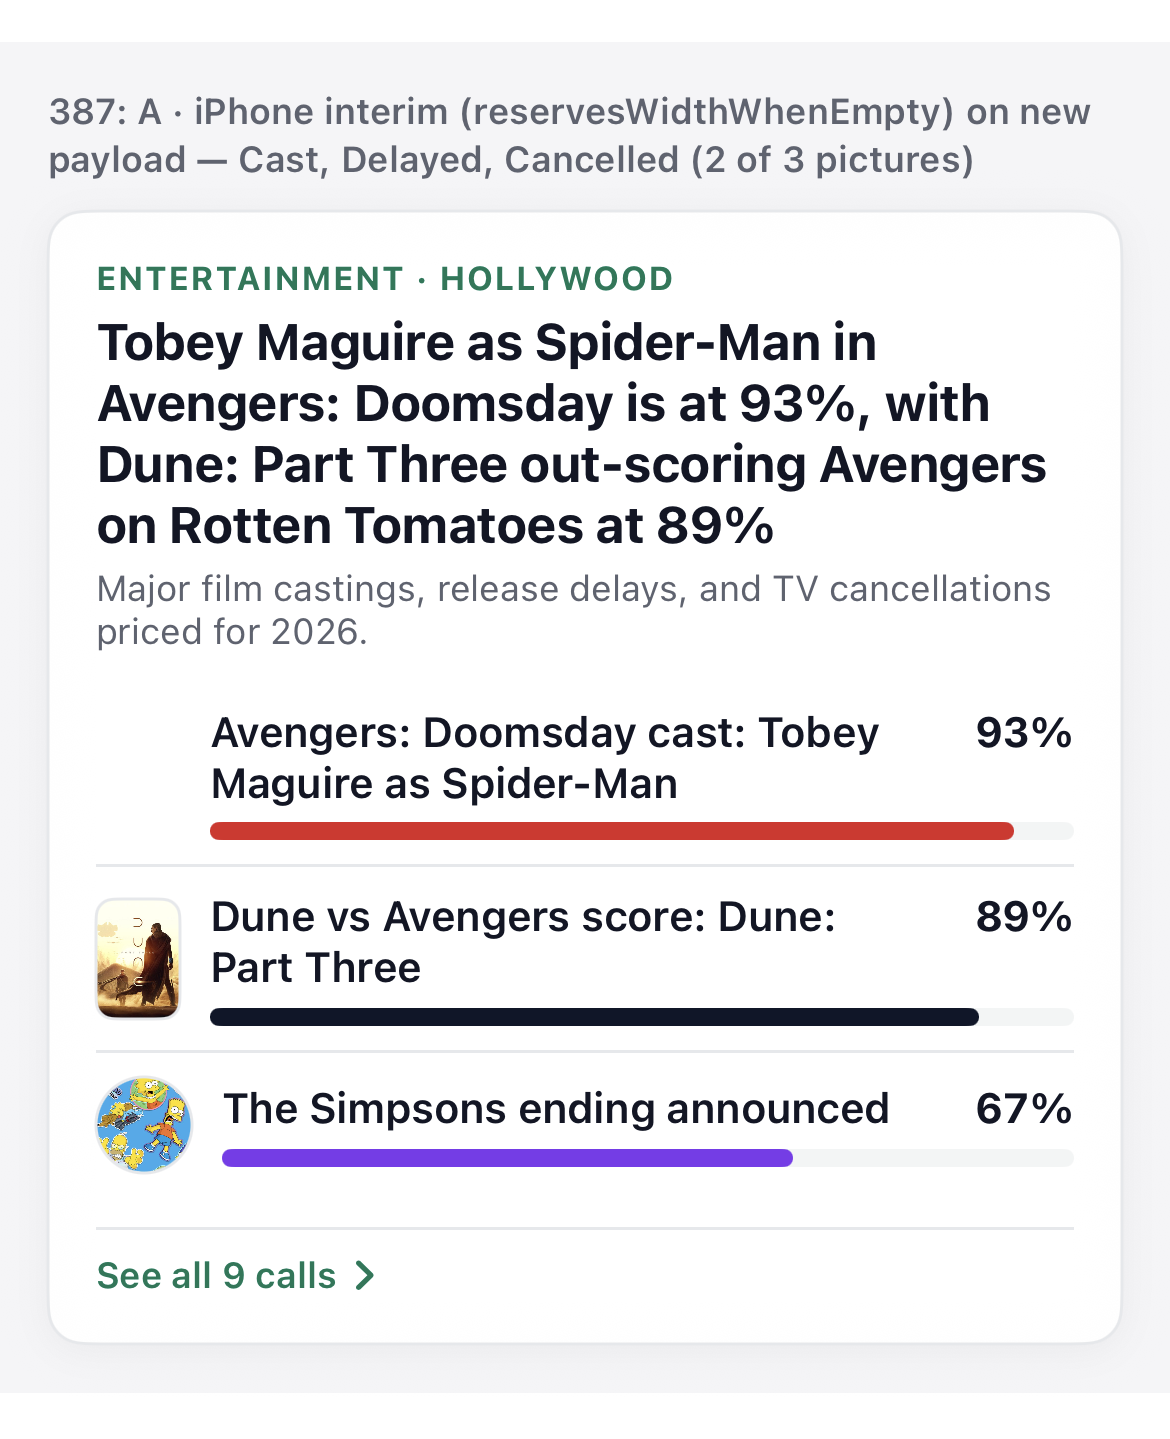 387: A · iPhone interim (reservesWidthWhenEmpty) on new
payload — Cast, Delayed, Cancelled (2 of 3 pictures)
ENTERTAINMENT · HOLLYWOOD
Tobey Maguire as Spider-Man in
Avengers: Doomsday is at 93%, with
Dune: Part Three out-scoring Avengers
on Rotten Tomatoes at 89%
Major film castings, release delays, and TV cancellations
priced for 2026.
Avengers: Doomsday cast: Tobey
Maguire as Spider-Man
93%
Dune vs Avengers score: Dune:
Part Three
89%
The Simpsons ending announced
67%
See all 9 calls